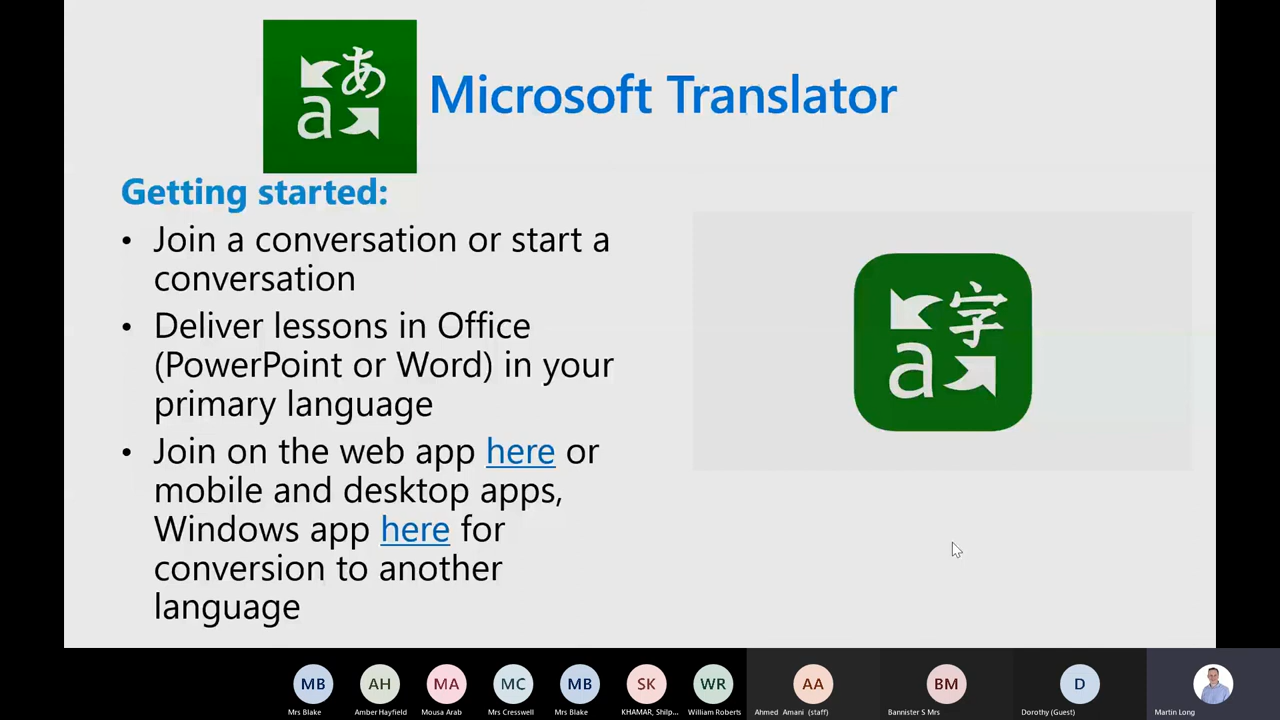 あ
a
Microsoft Translator
Getting started:
• Join a conversation or start a
conversation
• Deliver lessons in Office
(PowerPoint or Word) in your
primary language
• Join on the web app here or
mobile and desktop apps,
Windows app here for
conversion to another
language
字
a
MB
AH
MA
MC
MB
SK
WR
AA
BM
D
Mrs Blake
Amber Hayfield
Mousa Arab
Mrs Cresswell
Mrs Blake
KHAMAR, Shilp...
William Roberts
Ahmed Amani (staff)
Bannister S Mrs
Dorothy (Guest)
Martin Long